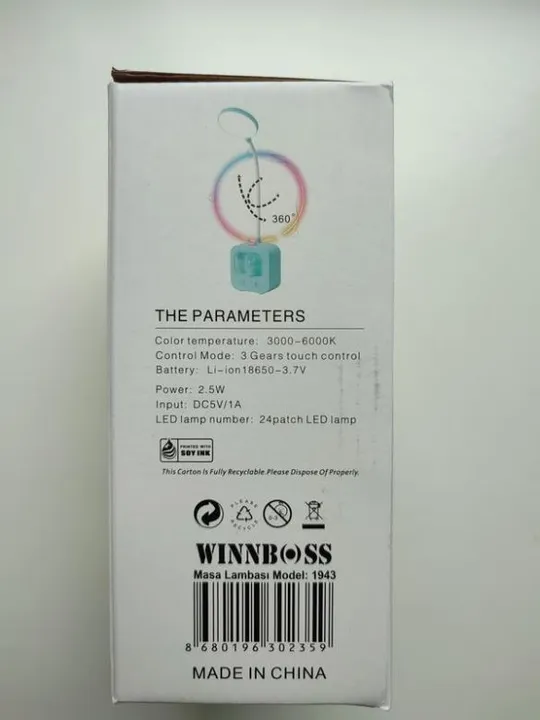 360°
THE PARAMETERS
Color temperature: 3000-6000K
Control Mode: 3 Gears touch control
Battery: Li-ion18650-3.7V
Power: 2.5W
Input: DC5V/1A
LED lamp number: 24patch LED lamp
PRINTED WITH
SOY INK
This Carton Is Fully Recyclable.Please Dispose Of Properly.
PLEASE RECYCLE
0-3
WINNBOSS
Masa Lambası Model: 1943
8 680196 302359
MADE IN CHINA